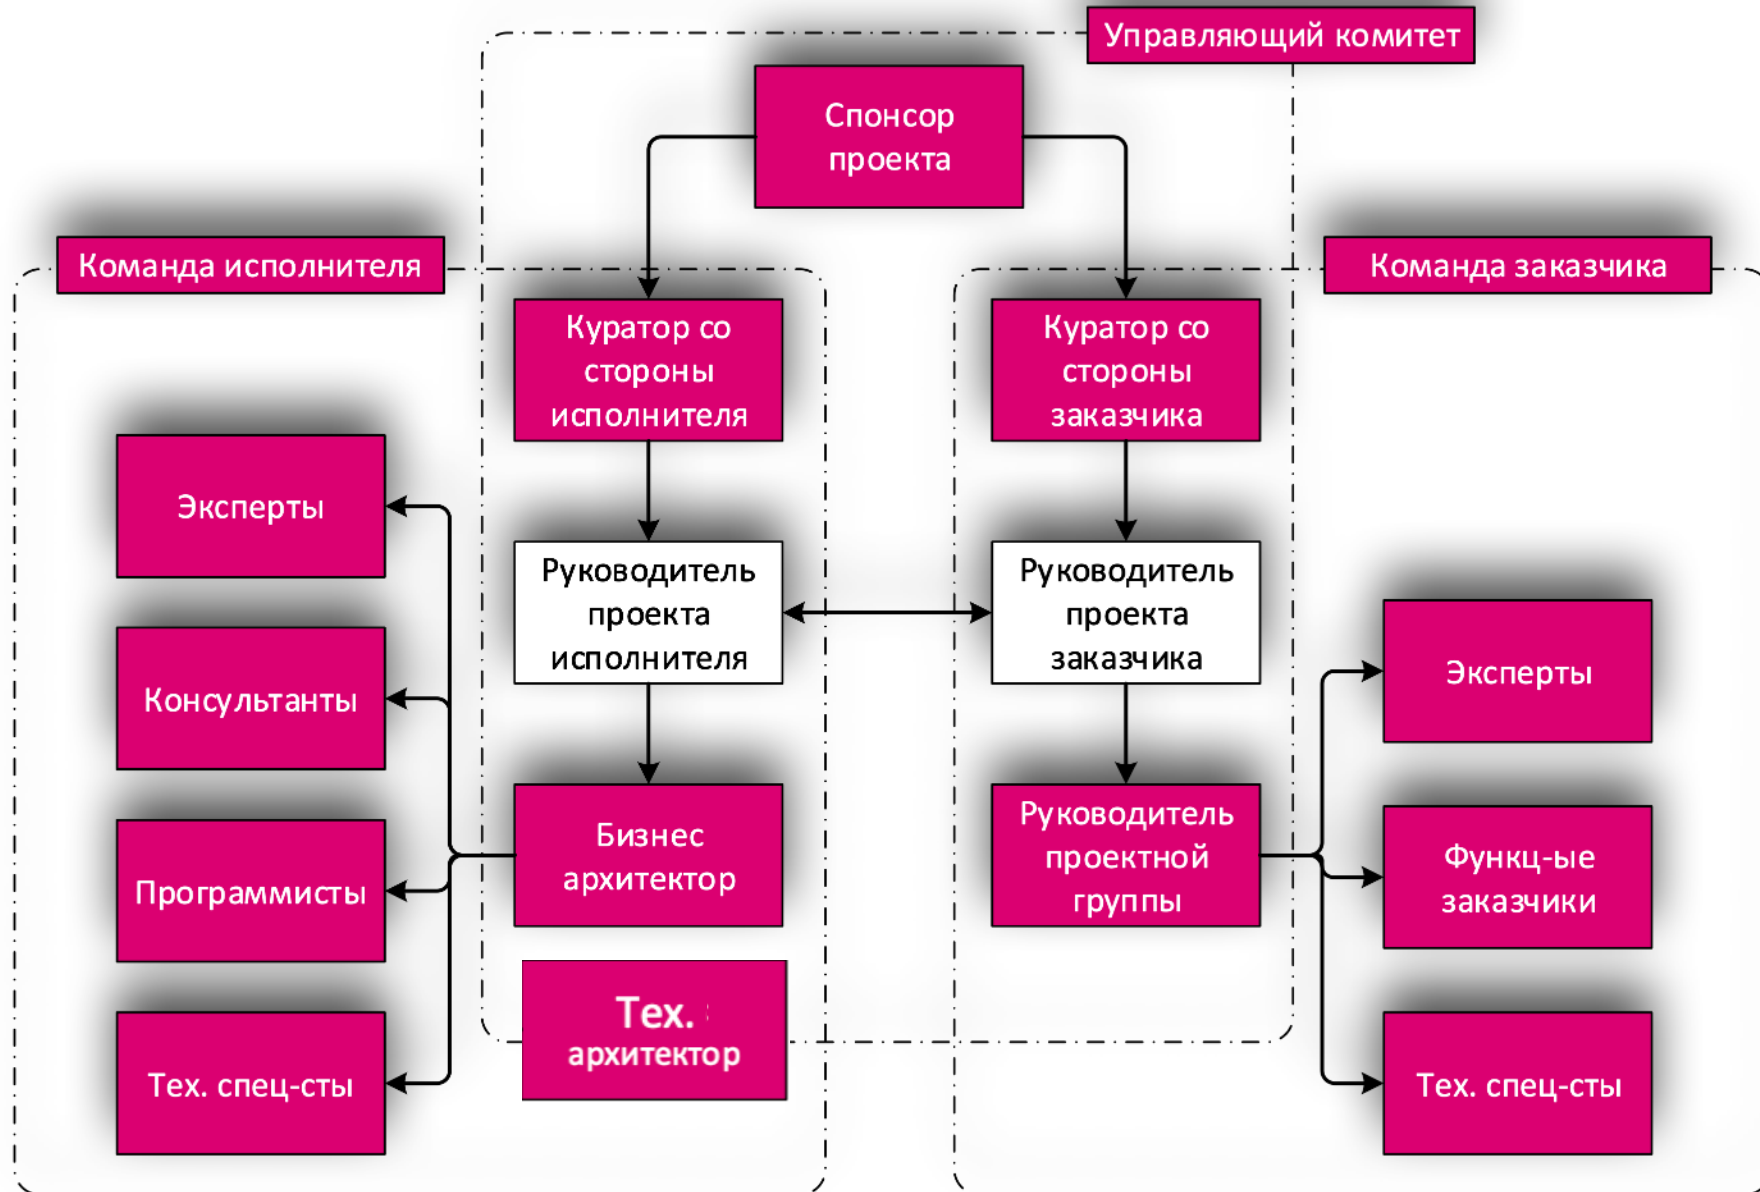 Управляющий комитет
Спонсор
проекта
Команда исполнителя
Команда заказчика
Куратор со
стороны
исполнителя
Куратор со
стороны
заказчика
Эксперты
Руководитель
проекта
исполнителя
Руководитель
проекта
заказчика
Консультанты
Эксперты
Программисты
Бизнес
архитектор
Руководитель
проектной
группы
Функц-ые
заказчики
Тех.
архитектор
Тех. спец-сты
Тех. спец-сты